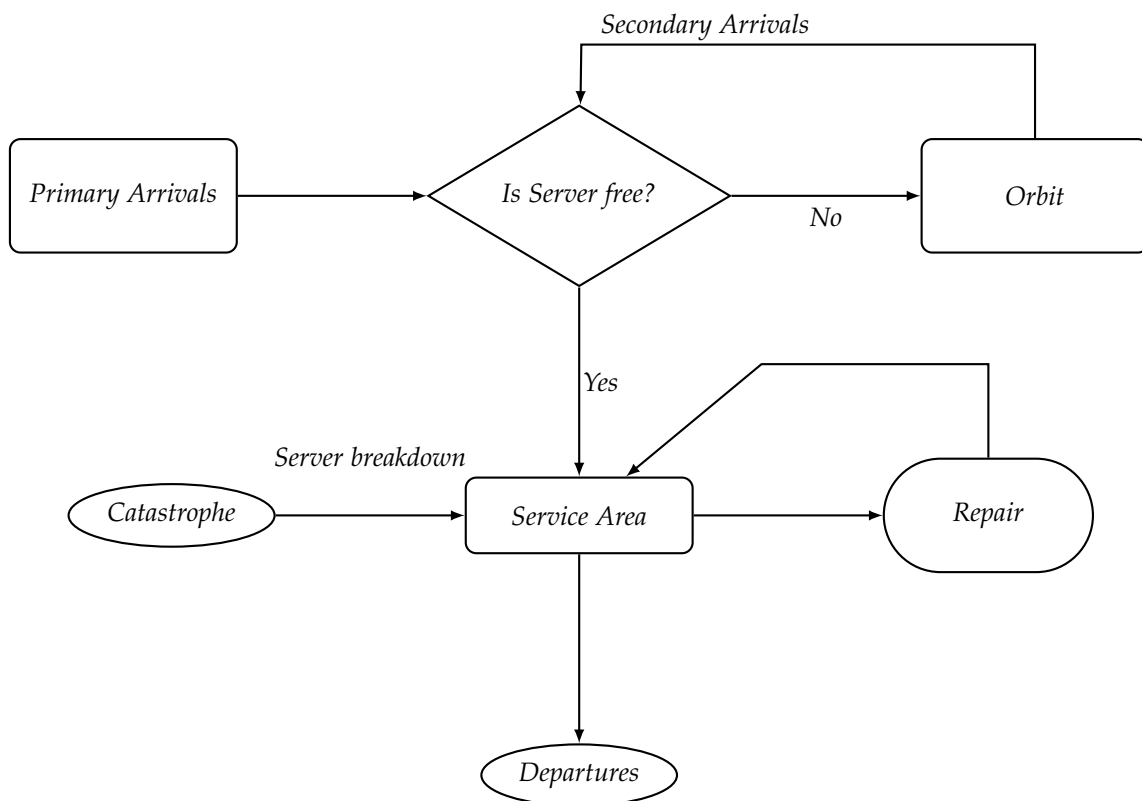 Secondary Arrivals
Primary Arrivals
Is Server free?
No
Orbit
Yes
Server breakdown
Catastrophe
Service Area
Repair
Departures